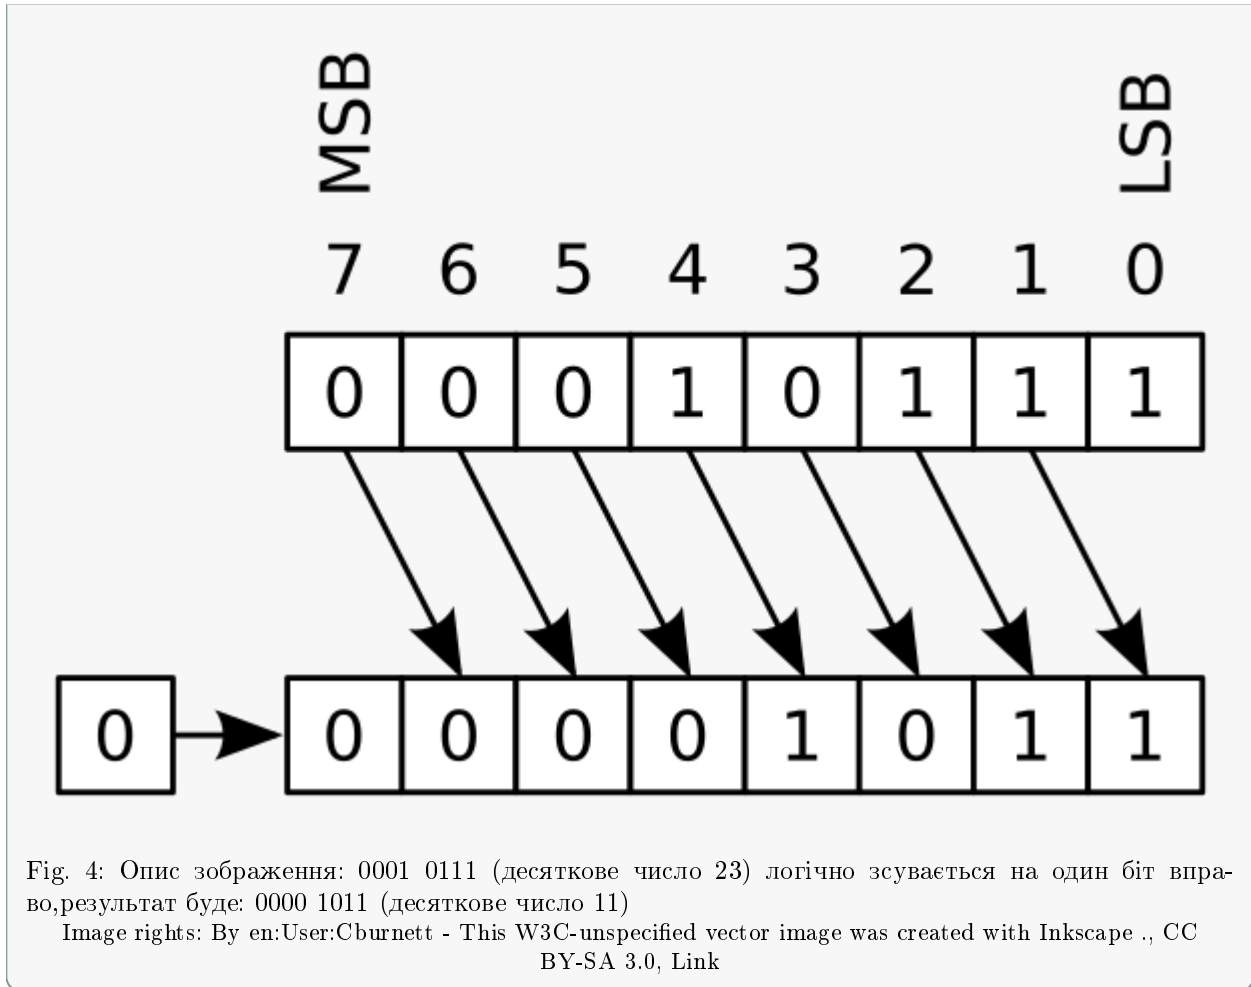 MSB LSB
7 6 5 4 3 2 1 0
0 0 0 1 0 1 1 1
0 0 0 0 0 1 0 1 1
Fig. 4: Опис зображення: 0001 0111 (десяткове число 23) логічно зсувається на один біт впра-
во,результат буде: 0000 1011 (десяткове число 11)
Image rights: By en:User:Cburnett - This W3C-unspecified vector image was created with Inkscape ., CC
BY-SA 3.0, Link